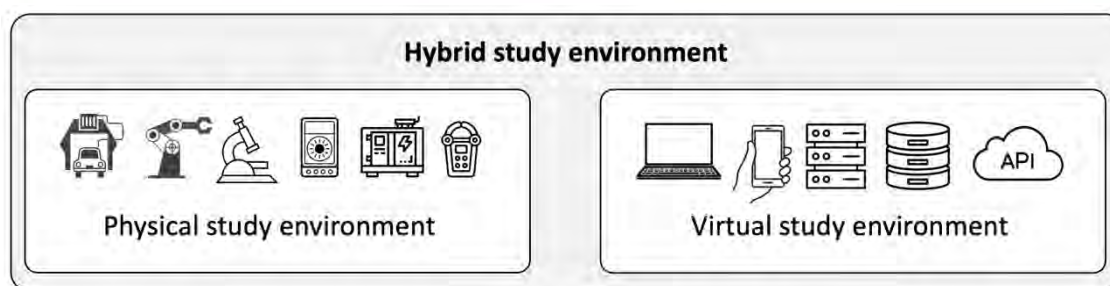 Hybrid study environment
Physical study environment
API
Virtual study environment